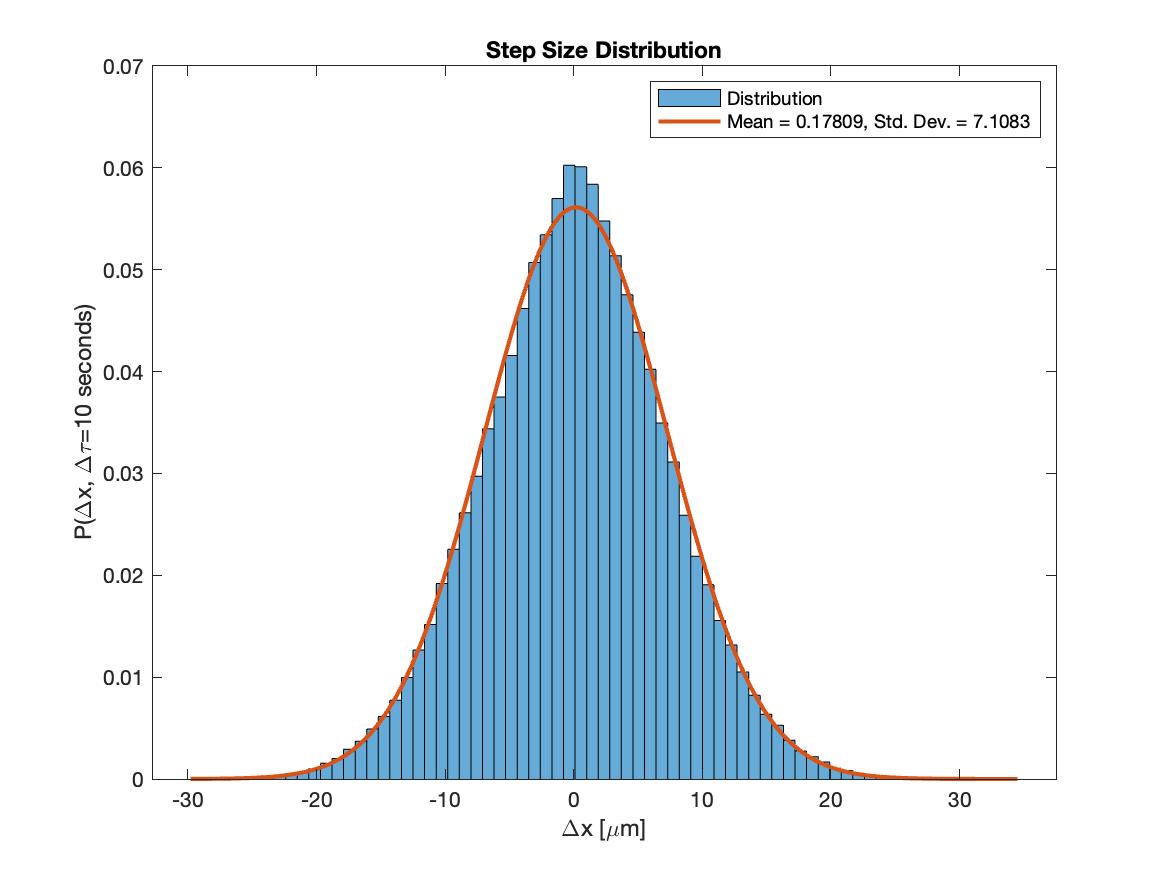 Step Size Distribution
0.07
0.06
0.05
0.04
0.03
0.02
0.01
0
P(Δx, Δτ=10 seconds)
Distribution
Mean = 0.17809, Std. Dev. = 7.1083
-30 -20 -10 0 10 20 30
Δx [μm]